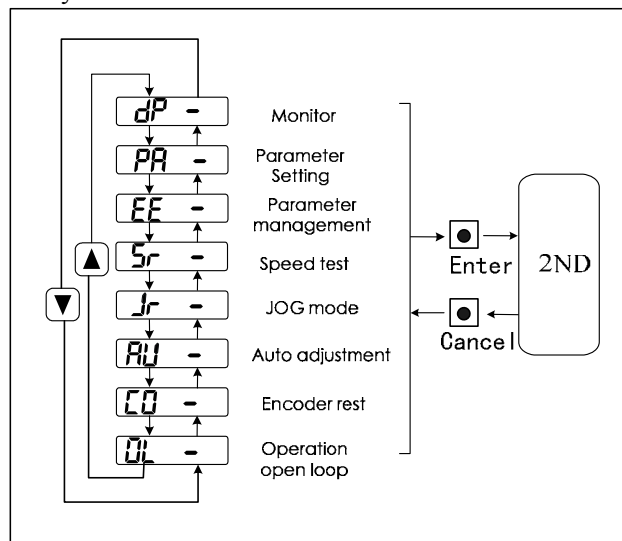 dP - Monitor
PA - Parameter
Setting
EE - Parameter
management
Sr - Speed test
Jr - JOG mode
AU - Auto adjustment
CO - Encoder rest
OL - Operation
open loop
Enter
Cancel
2ND